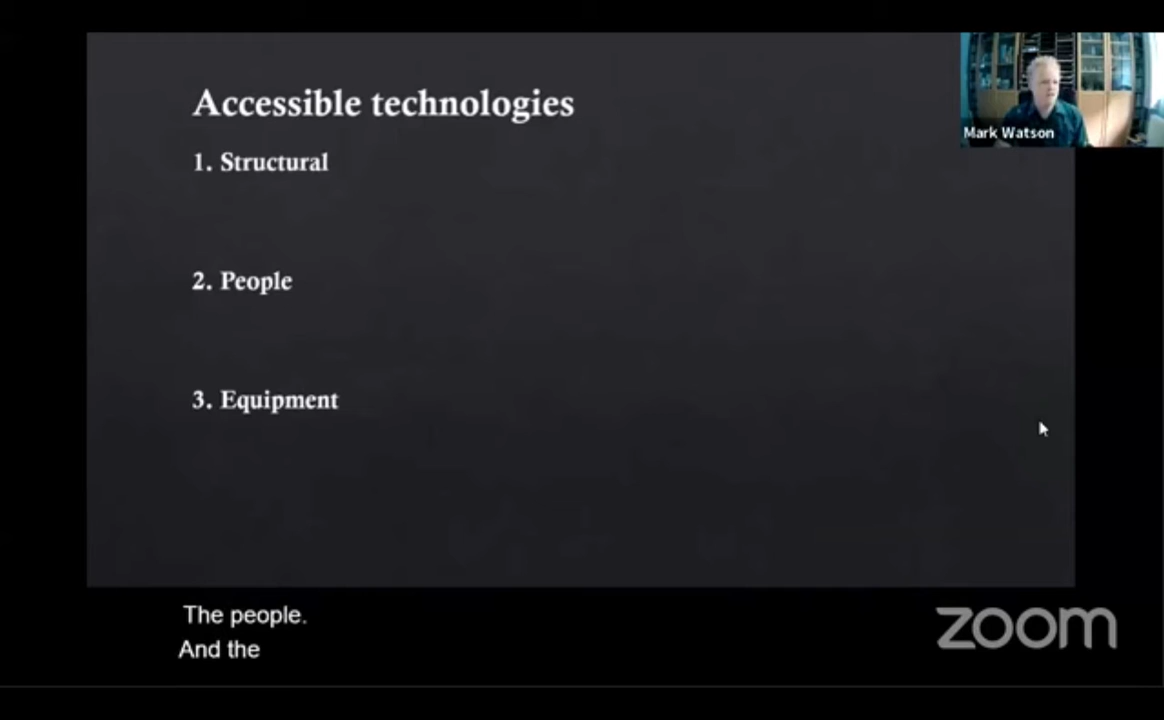 Accessible technologies
1. Structural
2. People
3. Equipment
Mark Watson
The people.
And the
zoom